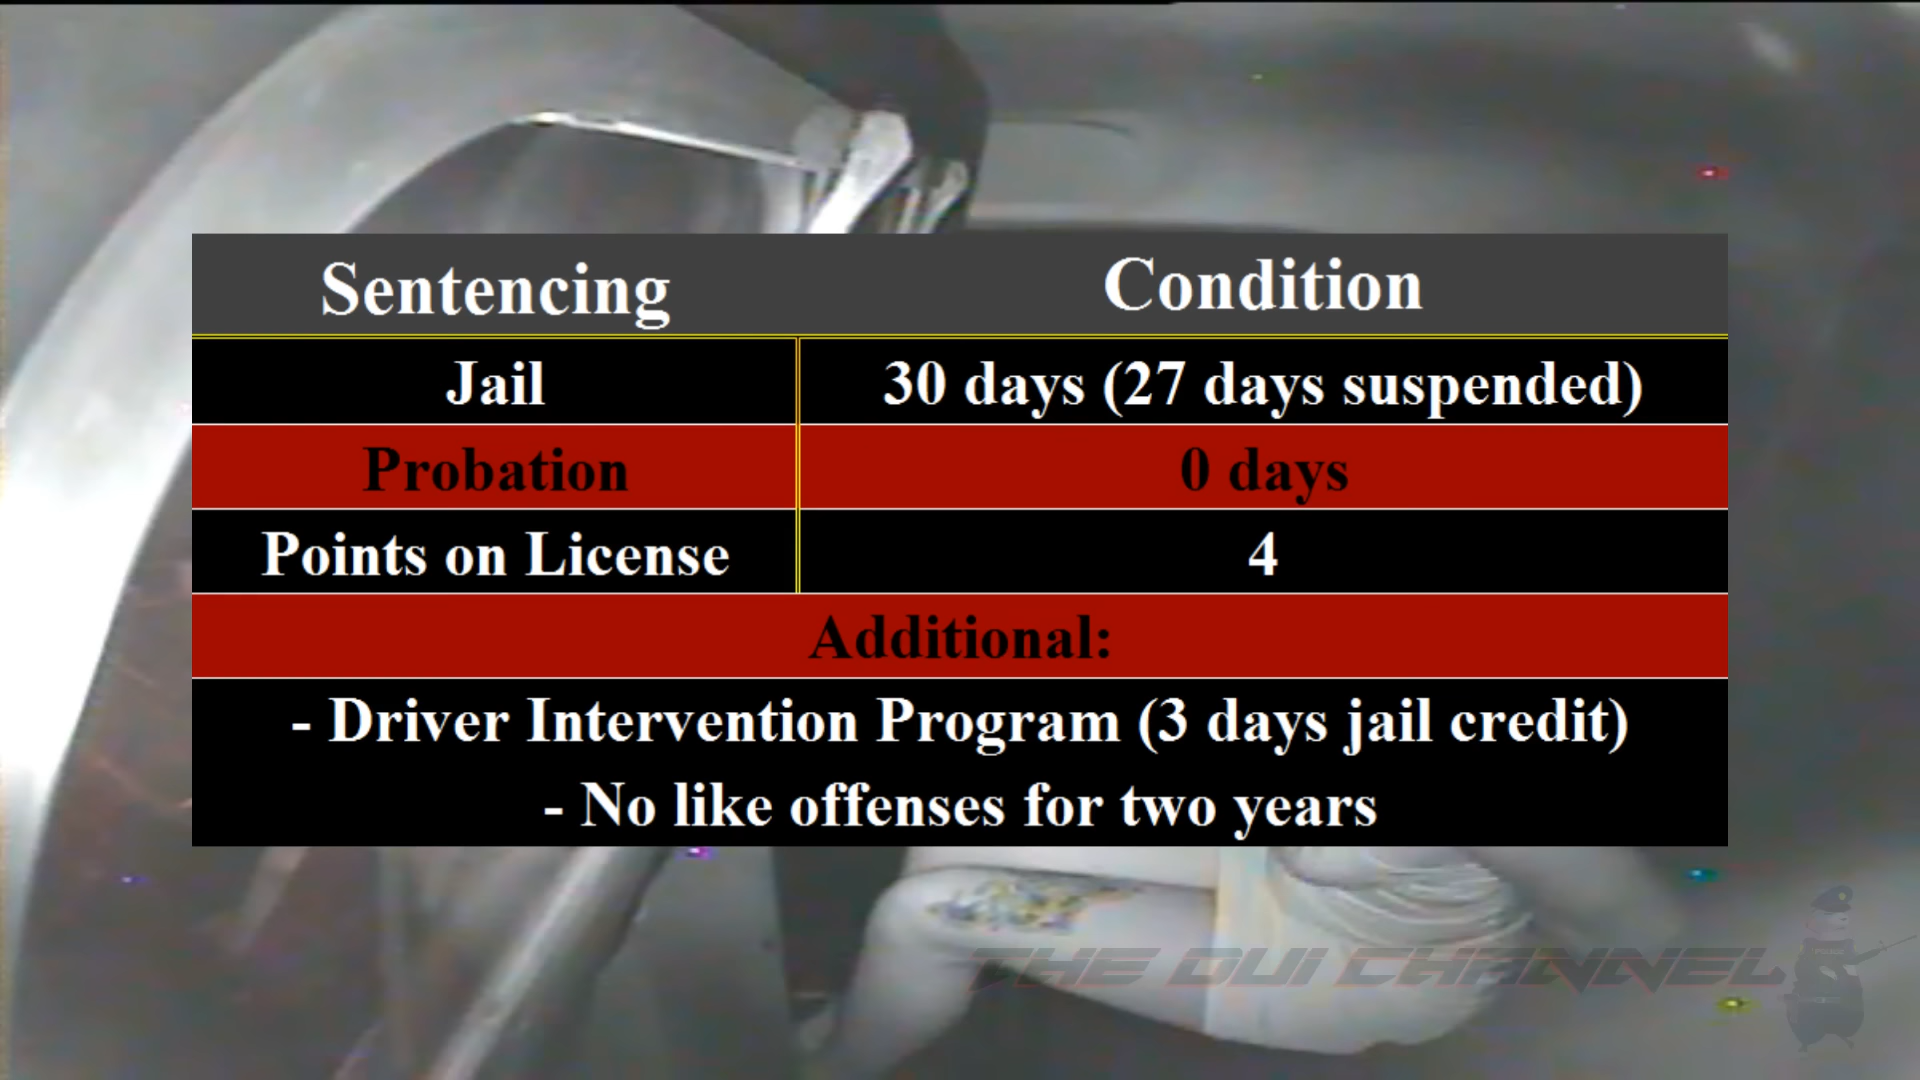 Sentencing Condition
Jail 30 days (27 days suspended)
Probation 0 days
Points on License 4
Additional:
- Driver Intervention Program (3 days jail credit)
- No like offenses for two years
THE DUI CHANNEL